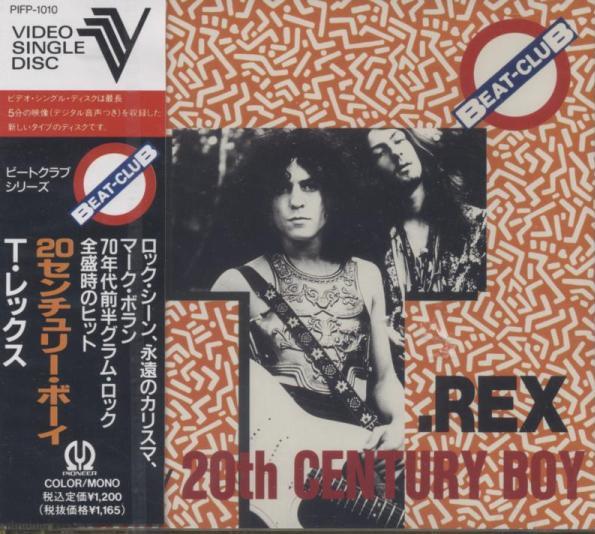 PIFP-1010
VIDEO
SINGLE
DISC
ビデオ・シングル・ディスクは最長
5分の映像(デジタル音声つき)を収録した
新しいタイプのディスクです。
ビートクラブ
シリーズ
BEAT-CLUB
ロック・シーン、永遠のカリスマ、
マーク・ボラン
70年代前半グラム・ロック
全盛時のヒット
20センチュリー・ボーイ
T・レックス
PIONEER
COLOR/MONO
税込定価¥1,200
(税抜価格¥1,165)
BEAT-CLUB
T.REX
20th CENTURY BOY